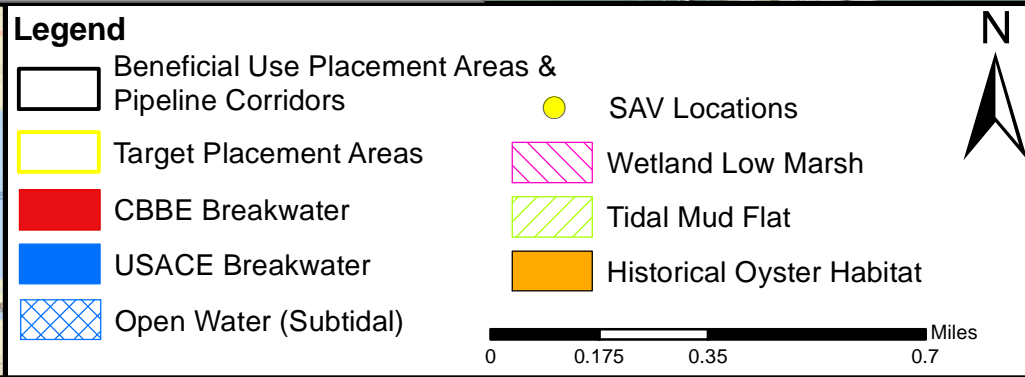 Legend
N
Beneficial Use Placement Areas &
Pipeline Corridors
Target Placement Areas
CBBE Breakwater
USACE Breakwater
Open Water (Subtidal)
SAV Locations
Wetland Low Marsh
Tidal Mud Flat
Historical Oyster Habitat
Miles
0 0.175 0.35 0.7